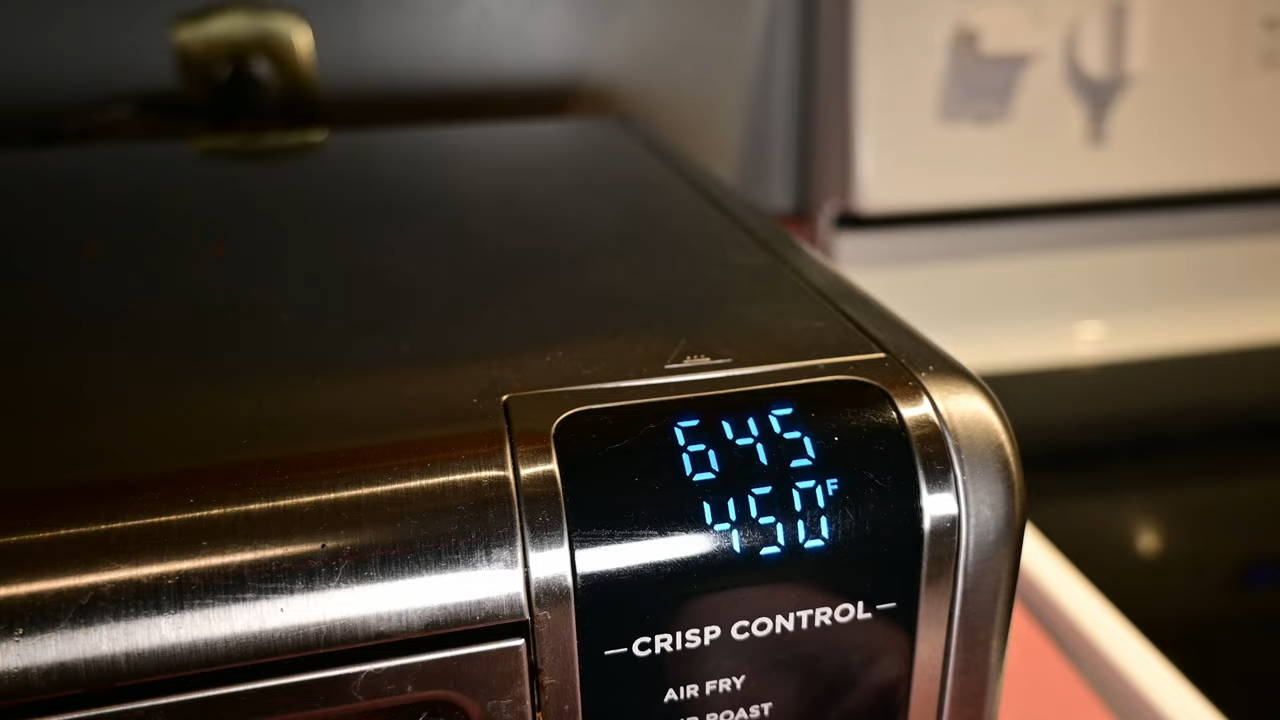 645
450F
—CRISP CONTROL—
AIR FRY
AIR ROAST